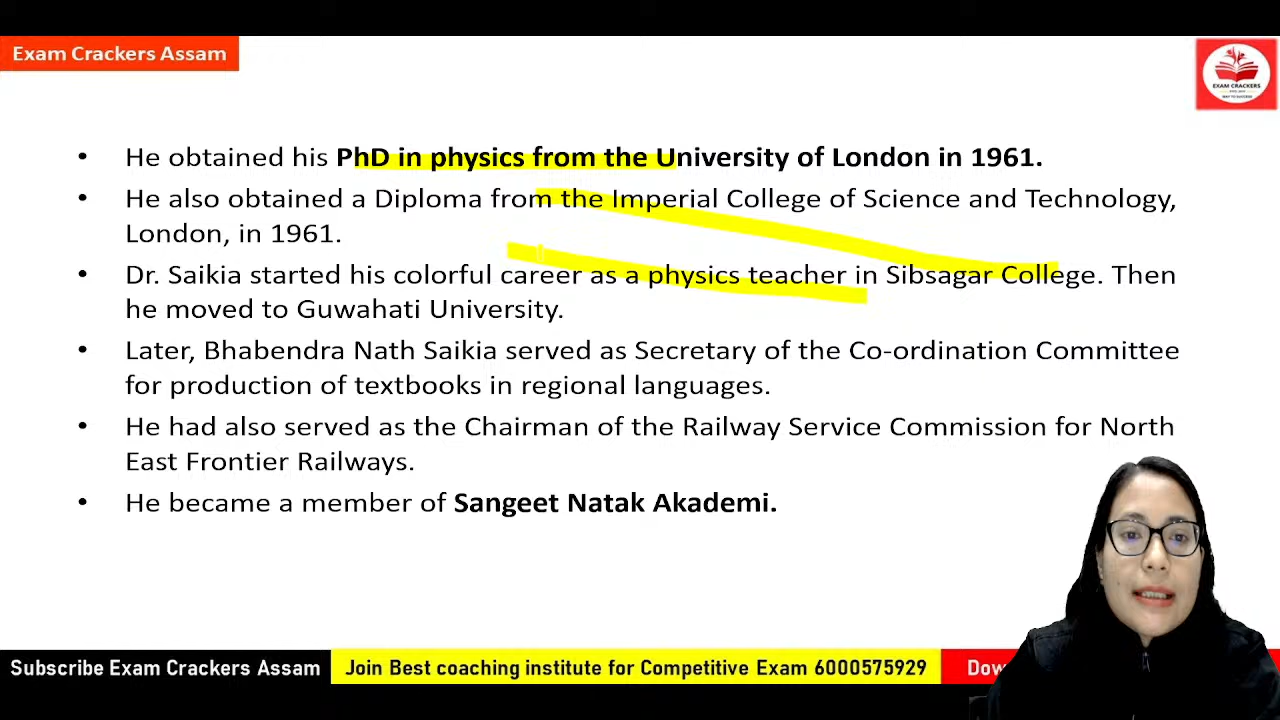 Exam Crackers Assam
EXAM CRACKERS
WAY TO SUCCESS
• He obtained his PhD in physics from the University of London in 1961.
• He also obtained a Diploma from the Imperial College of Science and Technology,
London, in 1961.
• Dr. Saikia started his colorful career as a physics teacher in Sibsagar College. Then
he moved to Guwahati University.
• Later, Bhabendra Nath Saikia served as Secretary of the Co-ordination Committee
for production of textbooks in regional languages.
• He had also served as the Chairman of the Railway Service Commission for North
East Frontier Railways.
• He became a member of Sangeet Natak Akademi.
Subscribe Exam Crackers Assam Join Best coaching institute for Competitive Exam 6000575929